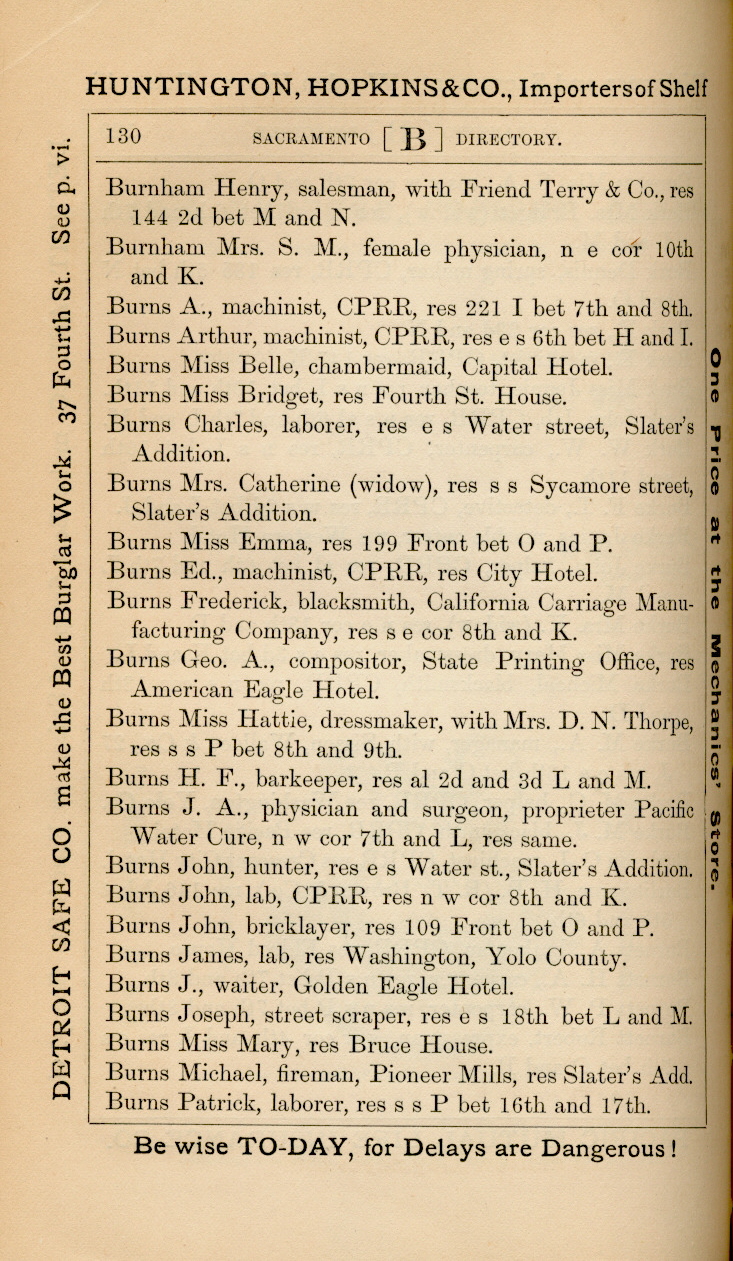 HUNTINGTON, HOPKINS & CO., Importers of Shelf
130 SACRAMENTO [ B ] DIRECTORY.
Burnham Henry, salesman, with Friend Terry & Co., res
144 2d bet M and N.
Burnham Mrs. S. M., female physician, n e cor 10th
and K.
Burns A., machinist, CPRR, res 221 I bet 7th and 8th.
Burns Arthur, machinist, CPRR, res e s 6th bet H and I.
Burns Miss Belle, chambermaid, Capital Hotel.
Burns Miss Bridget, res Fourth St. House.
Burns Charles, laborer, res e s Water street, Slater's
Addition.
Burns Mrs. Catherine (widow), res s s Sycamore street,
Slater's Addition.
Burns Miss Emma, res 199 Front bet O and P.
Burns Ed., machinist, CPRR, res City Hotel.
Burns Frederick, blacksmith, California Carriage Manu-
facturing Company, res s e cor 8th and K.
Burns Geo. A., compositor, State Printing Office, res
American Eagle Hotel.
Burns Miss Hattie, dressmaker, with Mrs. D. N. Thorpe,
res s s P bet 8th and 9th.
Burns H. F., barkeeper, res al 2d and 3d L and M.
Burns J. A., physician and surgeon, proprieter Pacific
Water Cure, n w cor 7th and L, res same.
Burns John, hunter, res e s Water st., Slater's Addition.
Burns John, lab, CPRR, res n w cor 8th and K.
Burns John, bricklayer, res 109 Front bet O and P.
Burns James, lab, res Washington, Yolo County.
Burns J., waiter, Golden Eagle Hotel.
Burns Joseph, street scraper, res e s 18th bet L and M.
Burns Miss Mary, res Bruce House.
Burns Michael, fireman, Pioneer Mills, res Slater's Add.
Burns Patrick, laborer, res s s P bet 16th and 17th.
Be wise TO-DAY, for Delays are Dangerous !
DETROIT SAFE CO. make the Best Burglar Work. 37 Fourth St. See p. vi.
One Price at the Mechanics' Store.